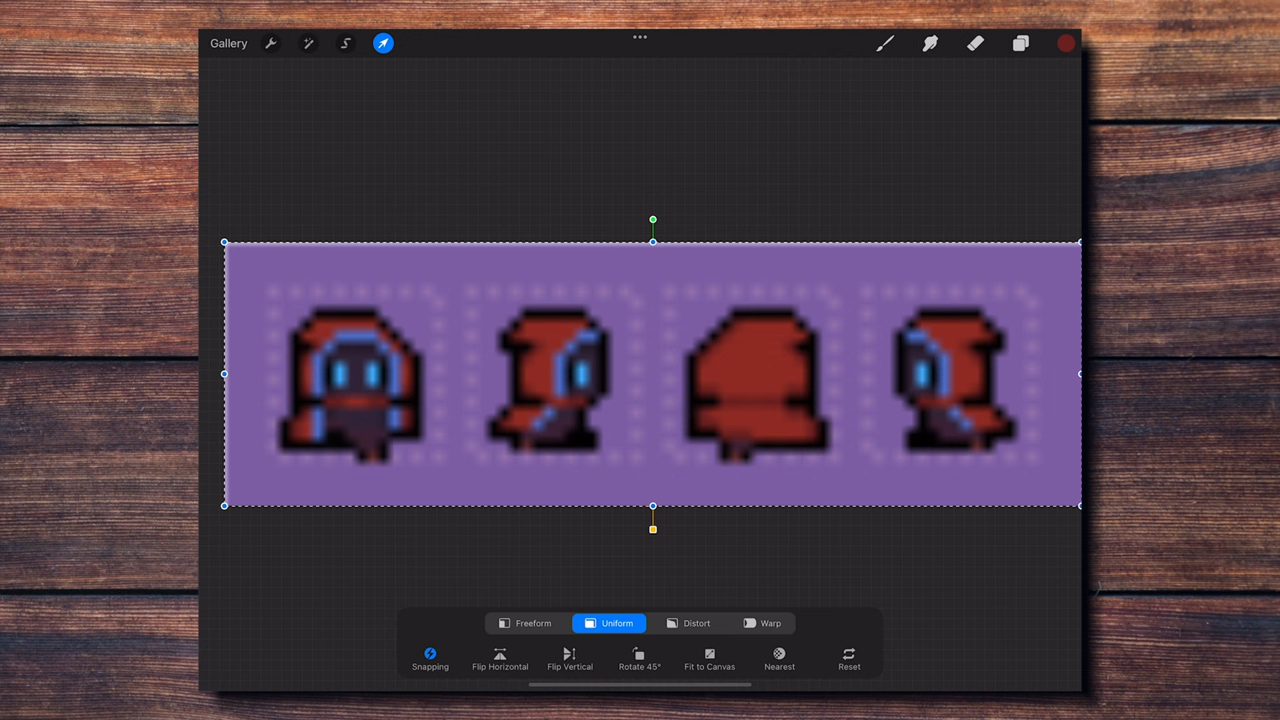 Gallery
Freeform
Uniform
Distort
Warp
Snapping
Flip Horizontal
Flip Vertical
Rotate 45°
Fit to Canvas
Nearest
Reset